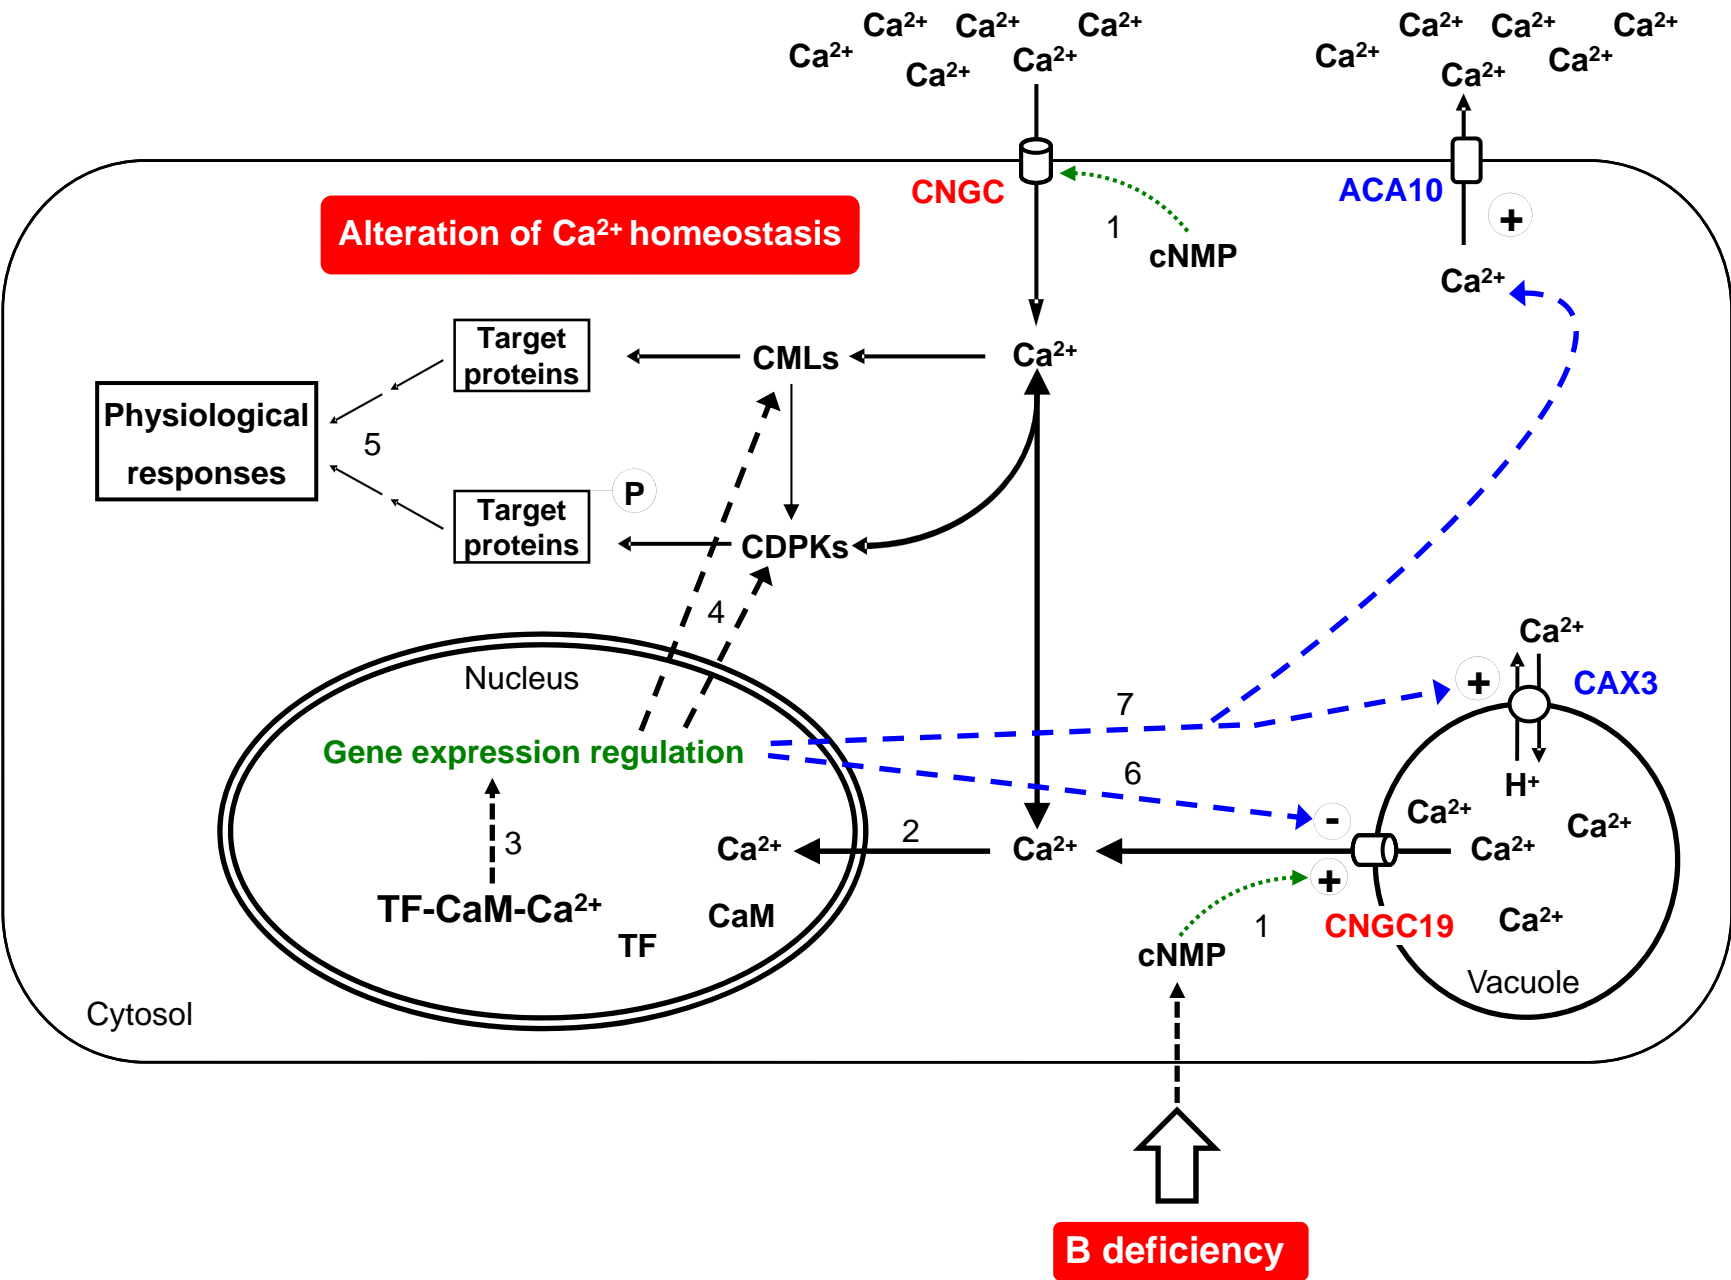 Ca²⁺ Ca²⁺ Ca²⁺ Ca²⁺ Ca²⁺ Ca²⁺
Ca²⁺ Ca²⁺ Ca²⁺ Ca²⁺ Ca²⁺ Ca²⁺
CNGC
1
cNMP
ACA10
+
Ca²⁺
Alteration of Ca²⁺ homeostasis
Target
proteins
CMLs
Ca²⁺
Physiological
responses
5
Target
proteins
P
CDPKs
4
Nucleus
Gene expression regulation
3
TF-CaM-Ca²⁺
TF
CaM
Ca²⁺
2
Ca²⁺
7
6
-
+
1
cNMP
Ca²⁺
+
CAX3
H⁺
Ca²⁺
Ca²⁺
Ca²⁺
Ca²⁺
CNGC19
Vacuole
Cytosol
B deficiency